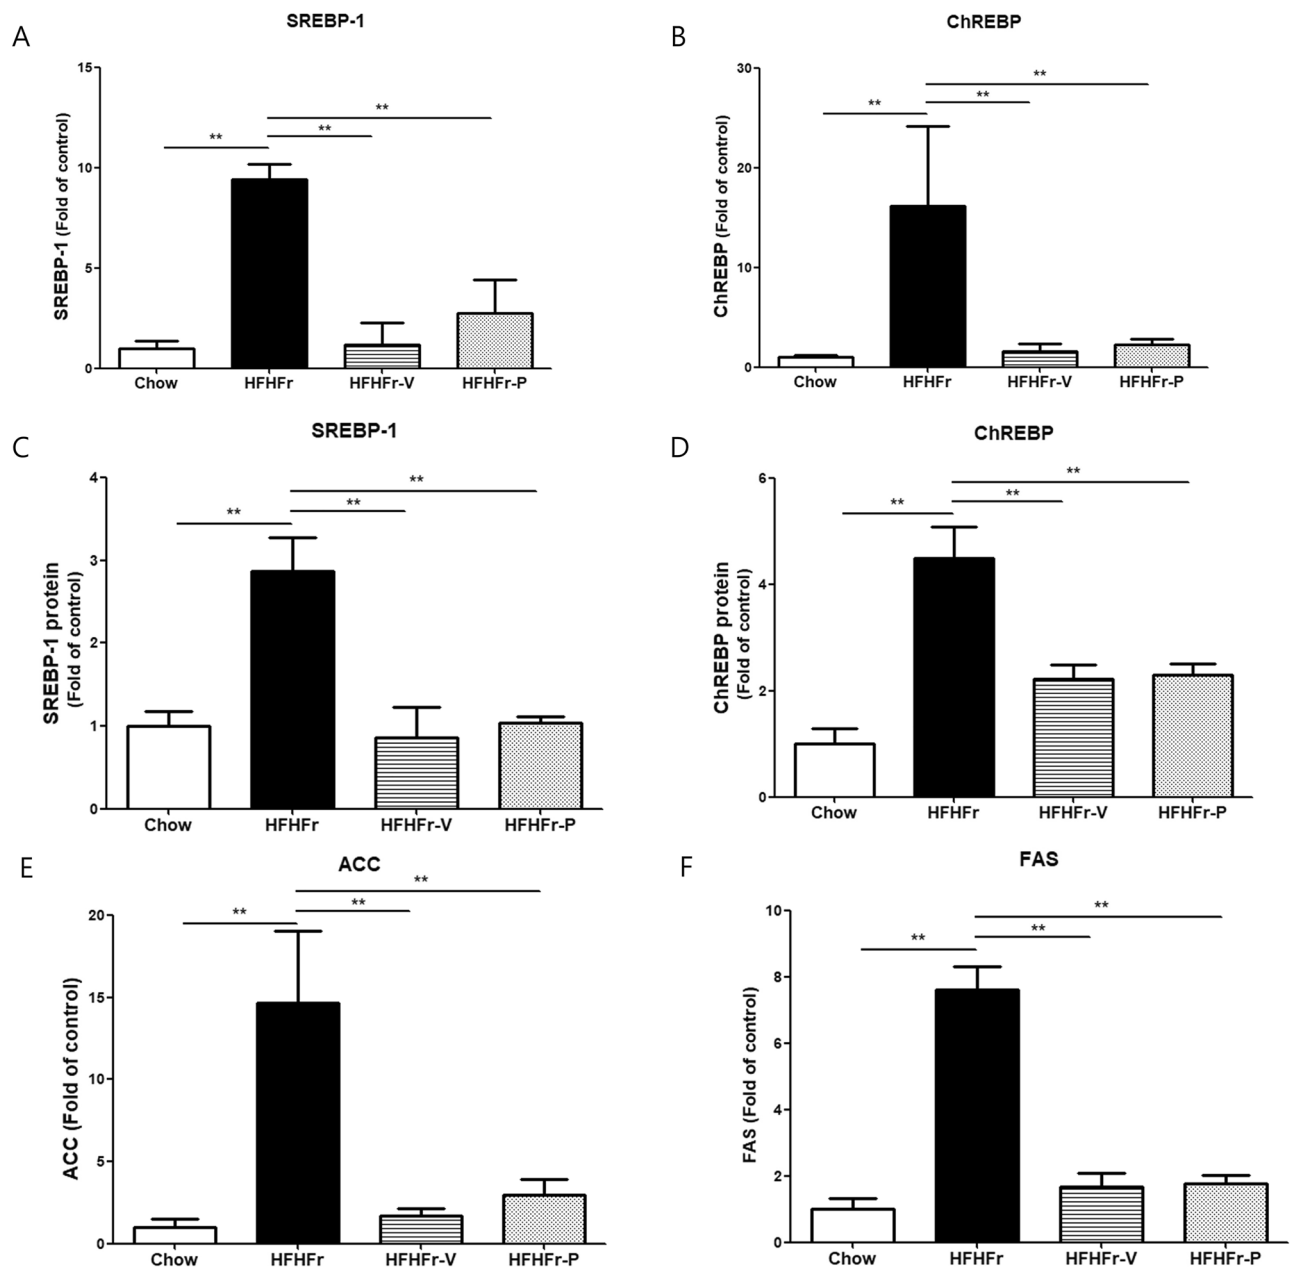 A
SREBP-1
SREBP-1 (Fold of control)
15
10
5
0
**
**
**
Chow
HFHFr
HFHFr-V
HFHFr-P
B
ChREBP
ChREBP (Fold of control)
30
20
10
0
**
**
**
Chow
HFHFr
HFHFr-V
HFHFr-P
C
SREBP-1
SREBP-1 protein
(Fold of control)
4
3
2
1
0
**
**
**
Chow
HFHFr
HFHFr-V
HFHFr-P
D
ChREBP
ChREBP protein
(Fold of control)
6
4
2
0
**
**
**
Chow
HFHFr
HFHFr-V
HFHFr-P
E
ACC
ACC (Fold of control)
20
15
10
5
0
**
**
**
Chow
HFHFr
HFHFr-V
HFHFr-P
F
FAS
FAS (Fold of control)
10
8
6
4
2
0
**
**
**
Chow
HFHFr
HFHFr-V
HFHFr-P